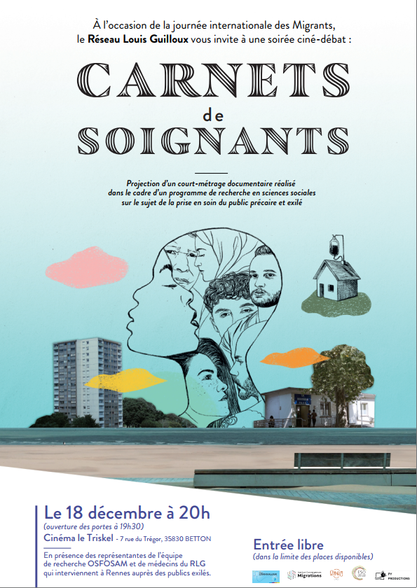 À l'occasion de la journée internationale des Migrants,
le Réseau Louis Guilloux vous invite à une soirée ciné-débat :
CARNETS
de
SOIGNANTS
Projection d'un court-métrage documentaire réalisé
dans le cadre d'un programme de recherche en sciences sociales
sur le sujet de la prise en soin du public précaire et exilé
Le 18 décembre à 20h
(ouverture des portes à 19h30)
Cinéma le Triskel - 7 rue du Trégor, 35830 BETTON
En présence des représentantes de l'équipe
de recherche OSFOSAM et de médecins du RLG
qui interviennent à Rennes auprès des publics exilés.
Entrée libre
(dans la limite des places disponibles)
Migrations